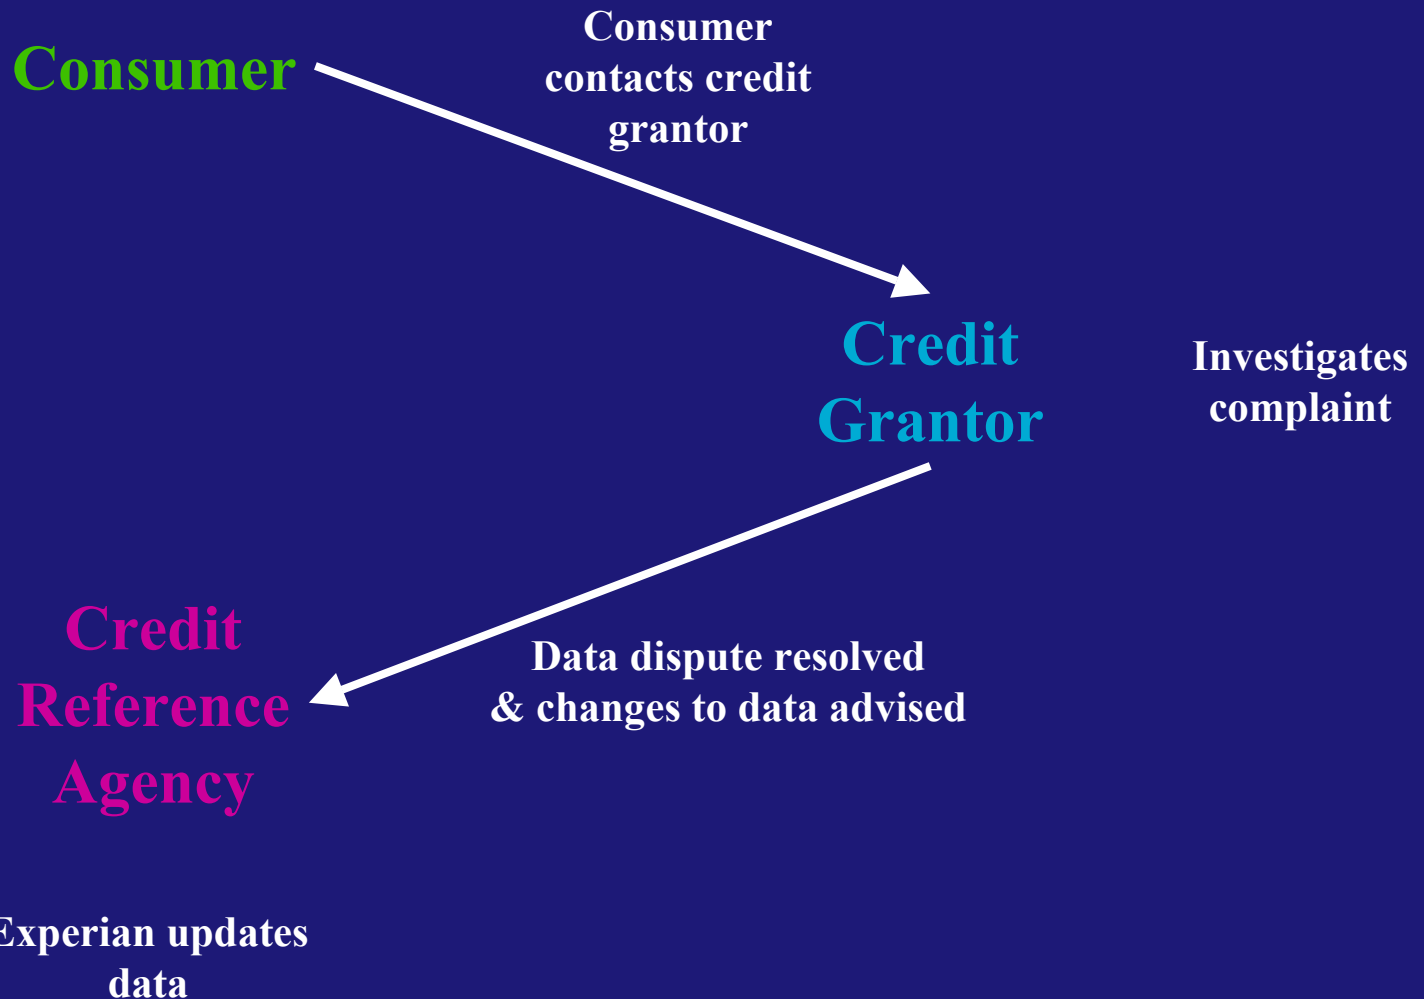 Consumer
Consumer
contacts credit
grantor
Credit
Grantor
Investigates
complaint
Credit
Reference
Agency
Data dispute resolved
& changes to data advised
Experian updates
data